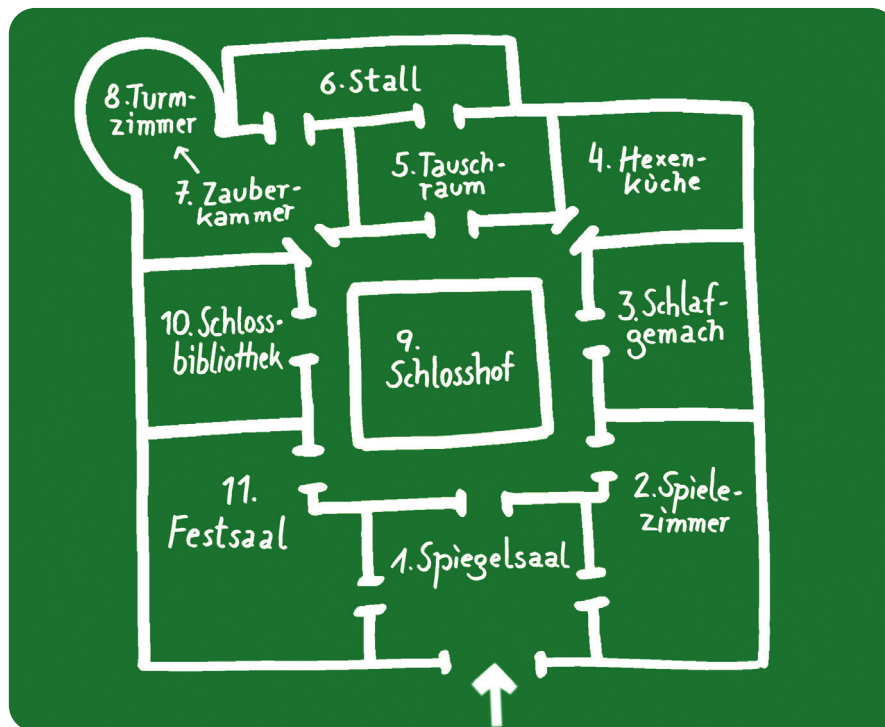 6. Stall
8. Turm-
zimmer
5. Tausch-
raum
4. Hexen-
küche
7. Zauber-
kammer
10. Schloss-
bibliothek
9.
Schlosshof
3. Schlaf-
gemach
11.
Festsaal
1. Spiegelsaal
2. Spiele-
zimmer